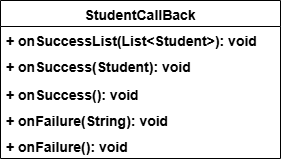 StudentCallBack
+ onSuccessList(List<Student>): void
+ onSuccess(Student): void
+ onSuccess(): void
+ onFailure(String): void
+ onFailure(): void